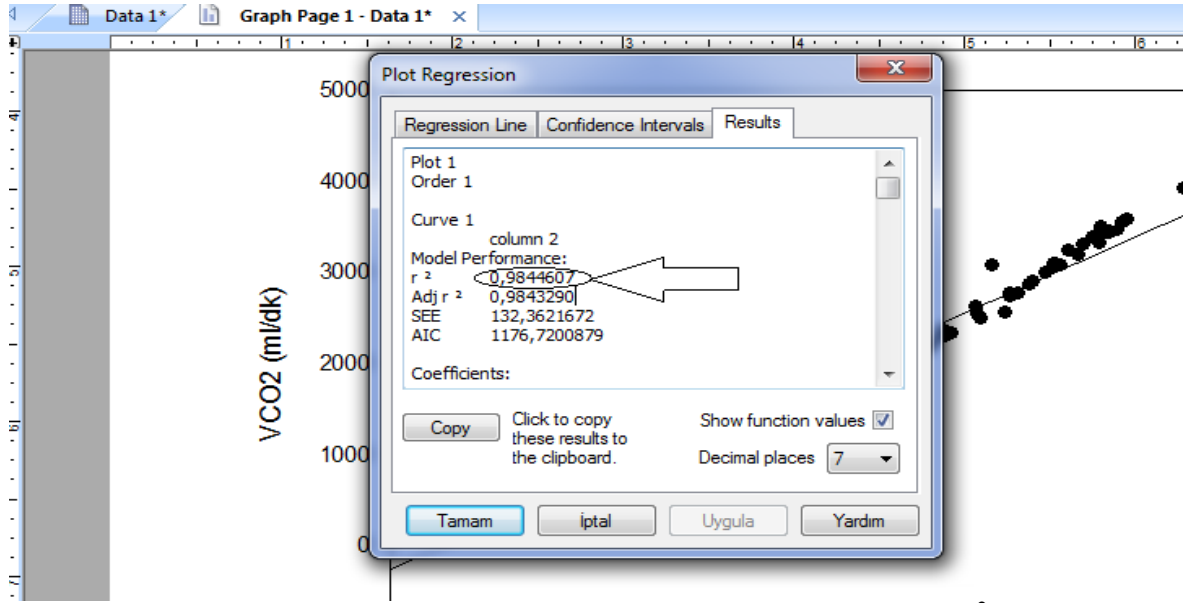 Data 1*
Graph Page 1 - Data 1*
1 2 3 4 5 6
Plot Regression
5000
4000
3000
2000
1000
0
VCO2 (ml/dk)
Regression Line Confidence Intervals Results
Plot 1
Order 1
Curve 1
column 2
Model Performance:
r ² 0,9844607
Adj r ² 0,9843290
SEE 132,3621672
AIC 1176,7200879
Coefficients:
Copy
Click to copy
these results to
the clipboard.
Show function values
Decimal places 7
Tamam İptal Uygula Yardım